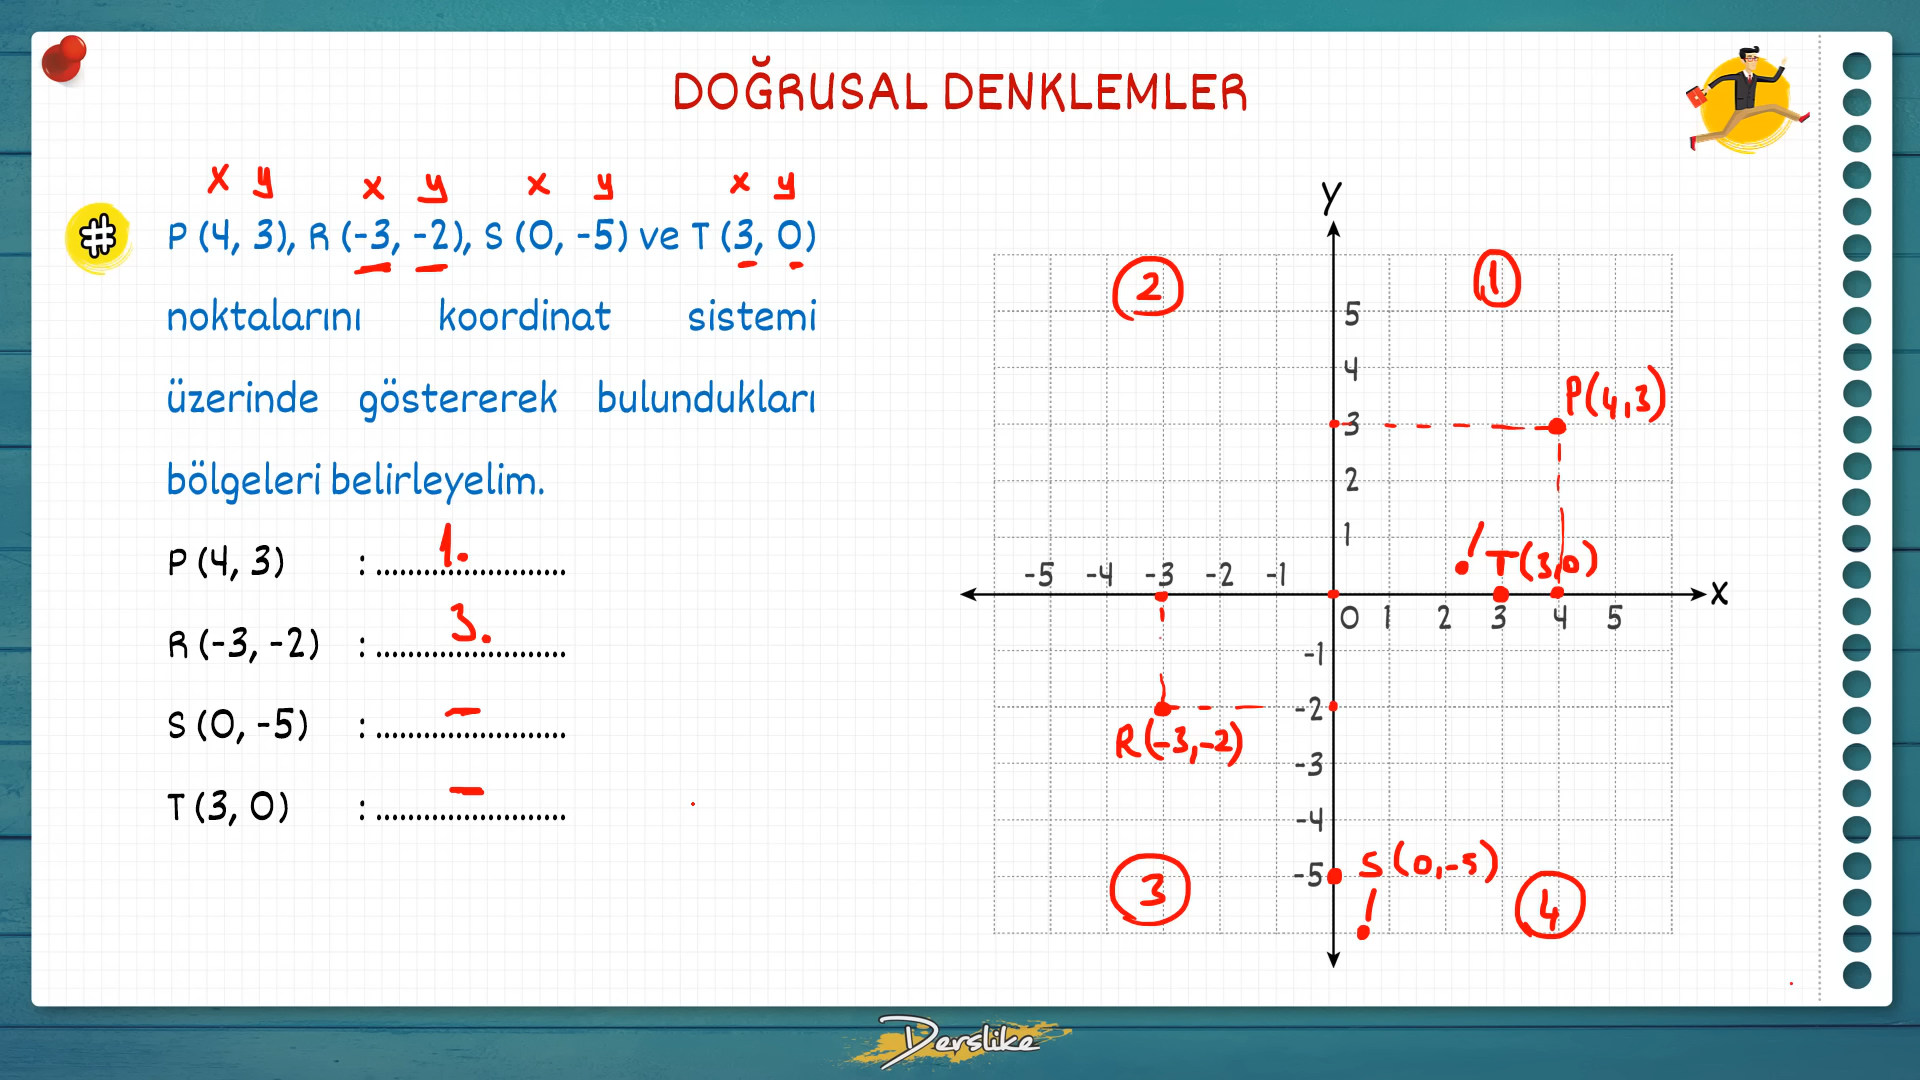 DOĞRUSAL DENKLEMLER
x y x y x y x y
P (4, 3), R (-3, -2), S (0, -5) ve T (3, 0)
noktalarını koordinat sistemi
üzerinde göstererek bulundukları
bölgeleri belirleyelim.
P (4, 3) : ........................ 1.
R (-3, -2) : ........................ 3.
S (0, -5) : ........................ –
T (3, 0) : ........................ –
y
2 1
5
4
P(4,3)
3
2
1
! T(3,0)
-5 -4 -3 -2 -1
x
0 1 2 3 4 5
-1
-2
R(-3,-2)
-3
-4
-5 S(0,-5)
!
3 4
Derslike